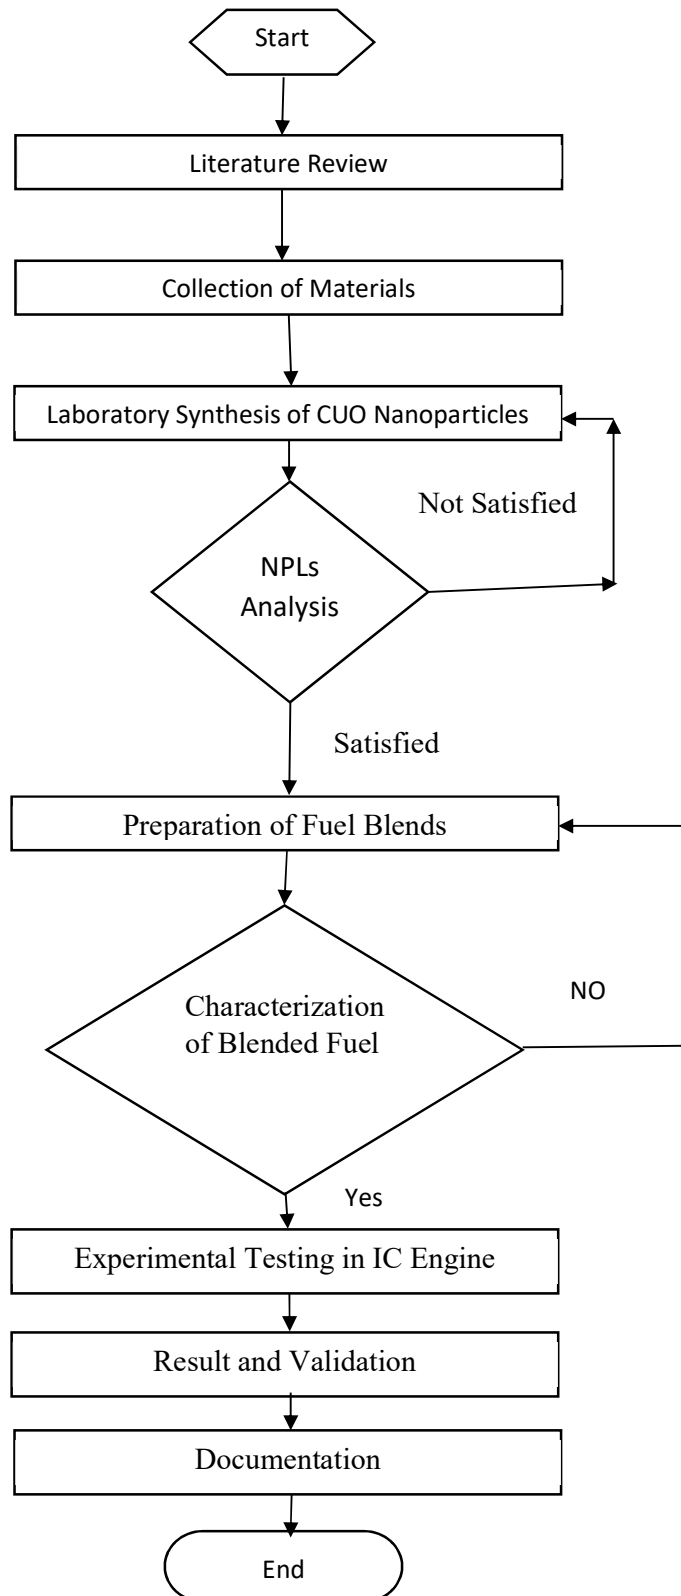 Start
Literature Review
Collection of Materials
Laboratory Synthesis of CUO Nanoparticles
Not Satisfied
NPLs
Analysis
Satisfied
Preparation of Fuel Blends
Characterization
of Blended Fuel
NO
Yes
Experimental Testing in IC Engine
Result and Validation
Documentation
End